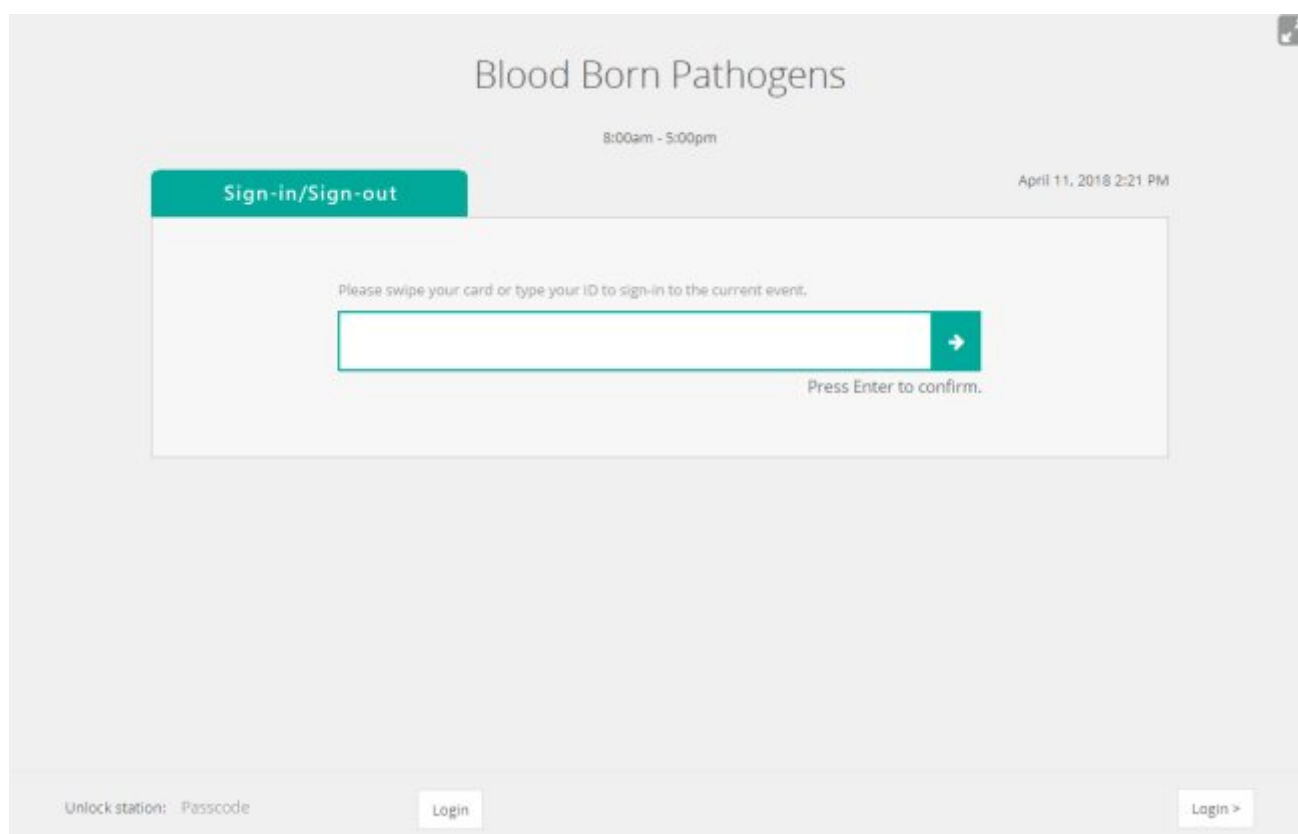 Blood Born Pathogens
8:00am - 5:00pm
Sign-in/Sign-out
April 11, 2018 2:21 PM
Please swipe your card or type your ID to sign-in to the current event.
Press Enter to confirm.
Unlock station: Passcode Login Login >